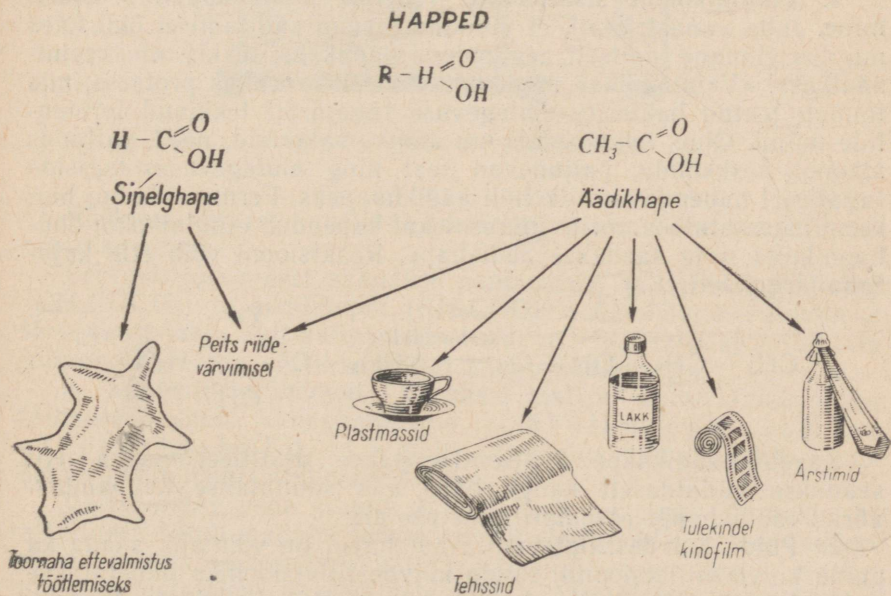 HAPPED
R-H
O
OH
H-C
O
OH
Sipelghape
CH3-C
O
OH
Äädikhape
Peits riide
värvimisel
Plastmassid
LAKK
Arstimid
Tulekindel
kinofilm
Toornaha ettevalmistus
töötlemiseks
Tehissiid